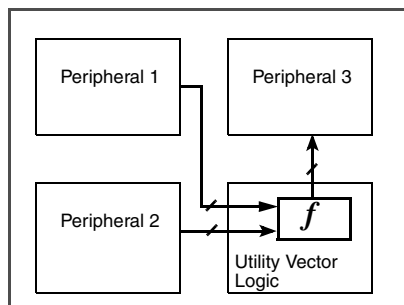 Peripheral 1
Peripheral 3
Peripheral 2
f
Utility Vector
Logic